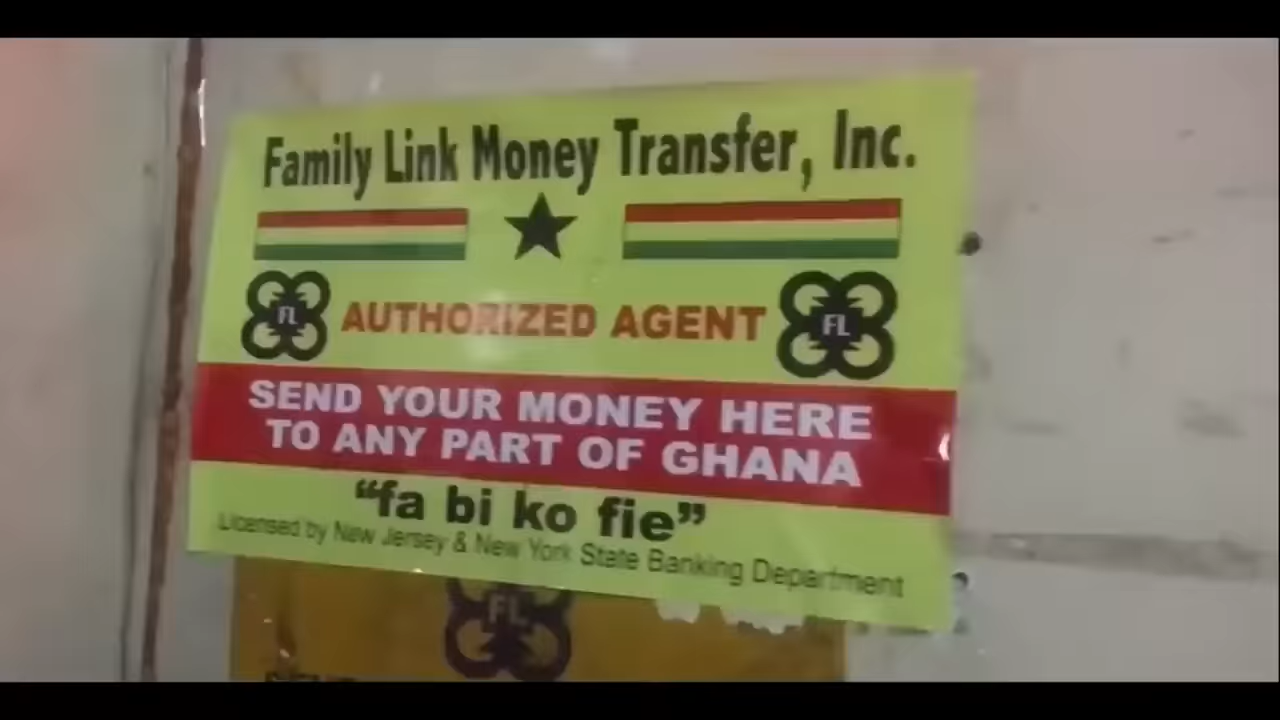 Family Link Money Transfer, Inc.
FL AUTHORIZED AGENT FL
SEND YOUR MONEY HERE
TO ANY PART OF GHANA
“fa bi ko fie”
Licensed by New Jersey & New York State Banking Department
FL